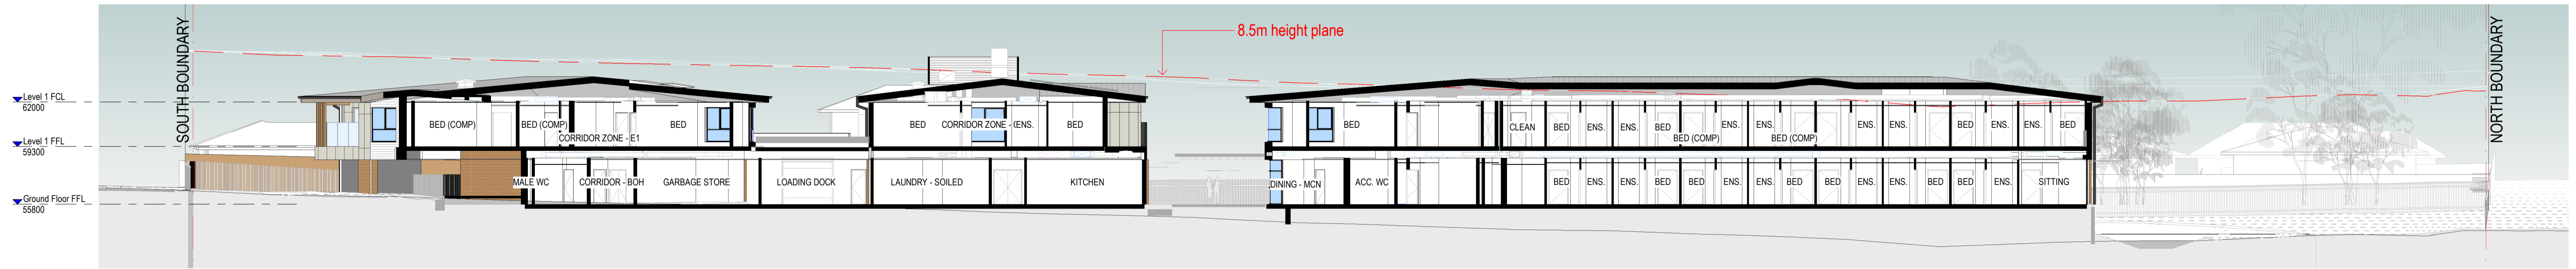 SOUTH BOUNDARY
8.5m height plane
NORTH BOUNDARY
Level 1 FCL
62000
BED (COMP)
BED (COMP)
BED
CORRIDOR ZONE - E1
BED
ENS.
BED
BED
CLEAN
BED
ENS.
ENS.
BED
BED (COMP)
ENS.
ENS.
BED (COMP)
ENS.
ENS.
BED
ENS.
ENS.
BED
Level 1 FFL
59300
MALE WC
CORRIDOR - BOH
GARBAGE STORE
LOADING DOCK
LAUNDRY - SOILED
KITCHEN
DINING - MCN
ACC. WC
BED
ENS.
ENS.
BED
BED
ENS.
ENS.
BED
BED
ENS.
ENS.
BED
BED
ENS.
SITTING
Ground Floor FFL
55800